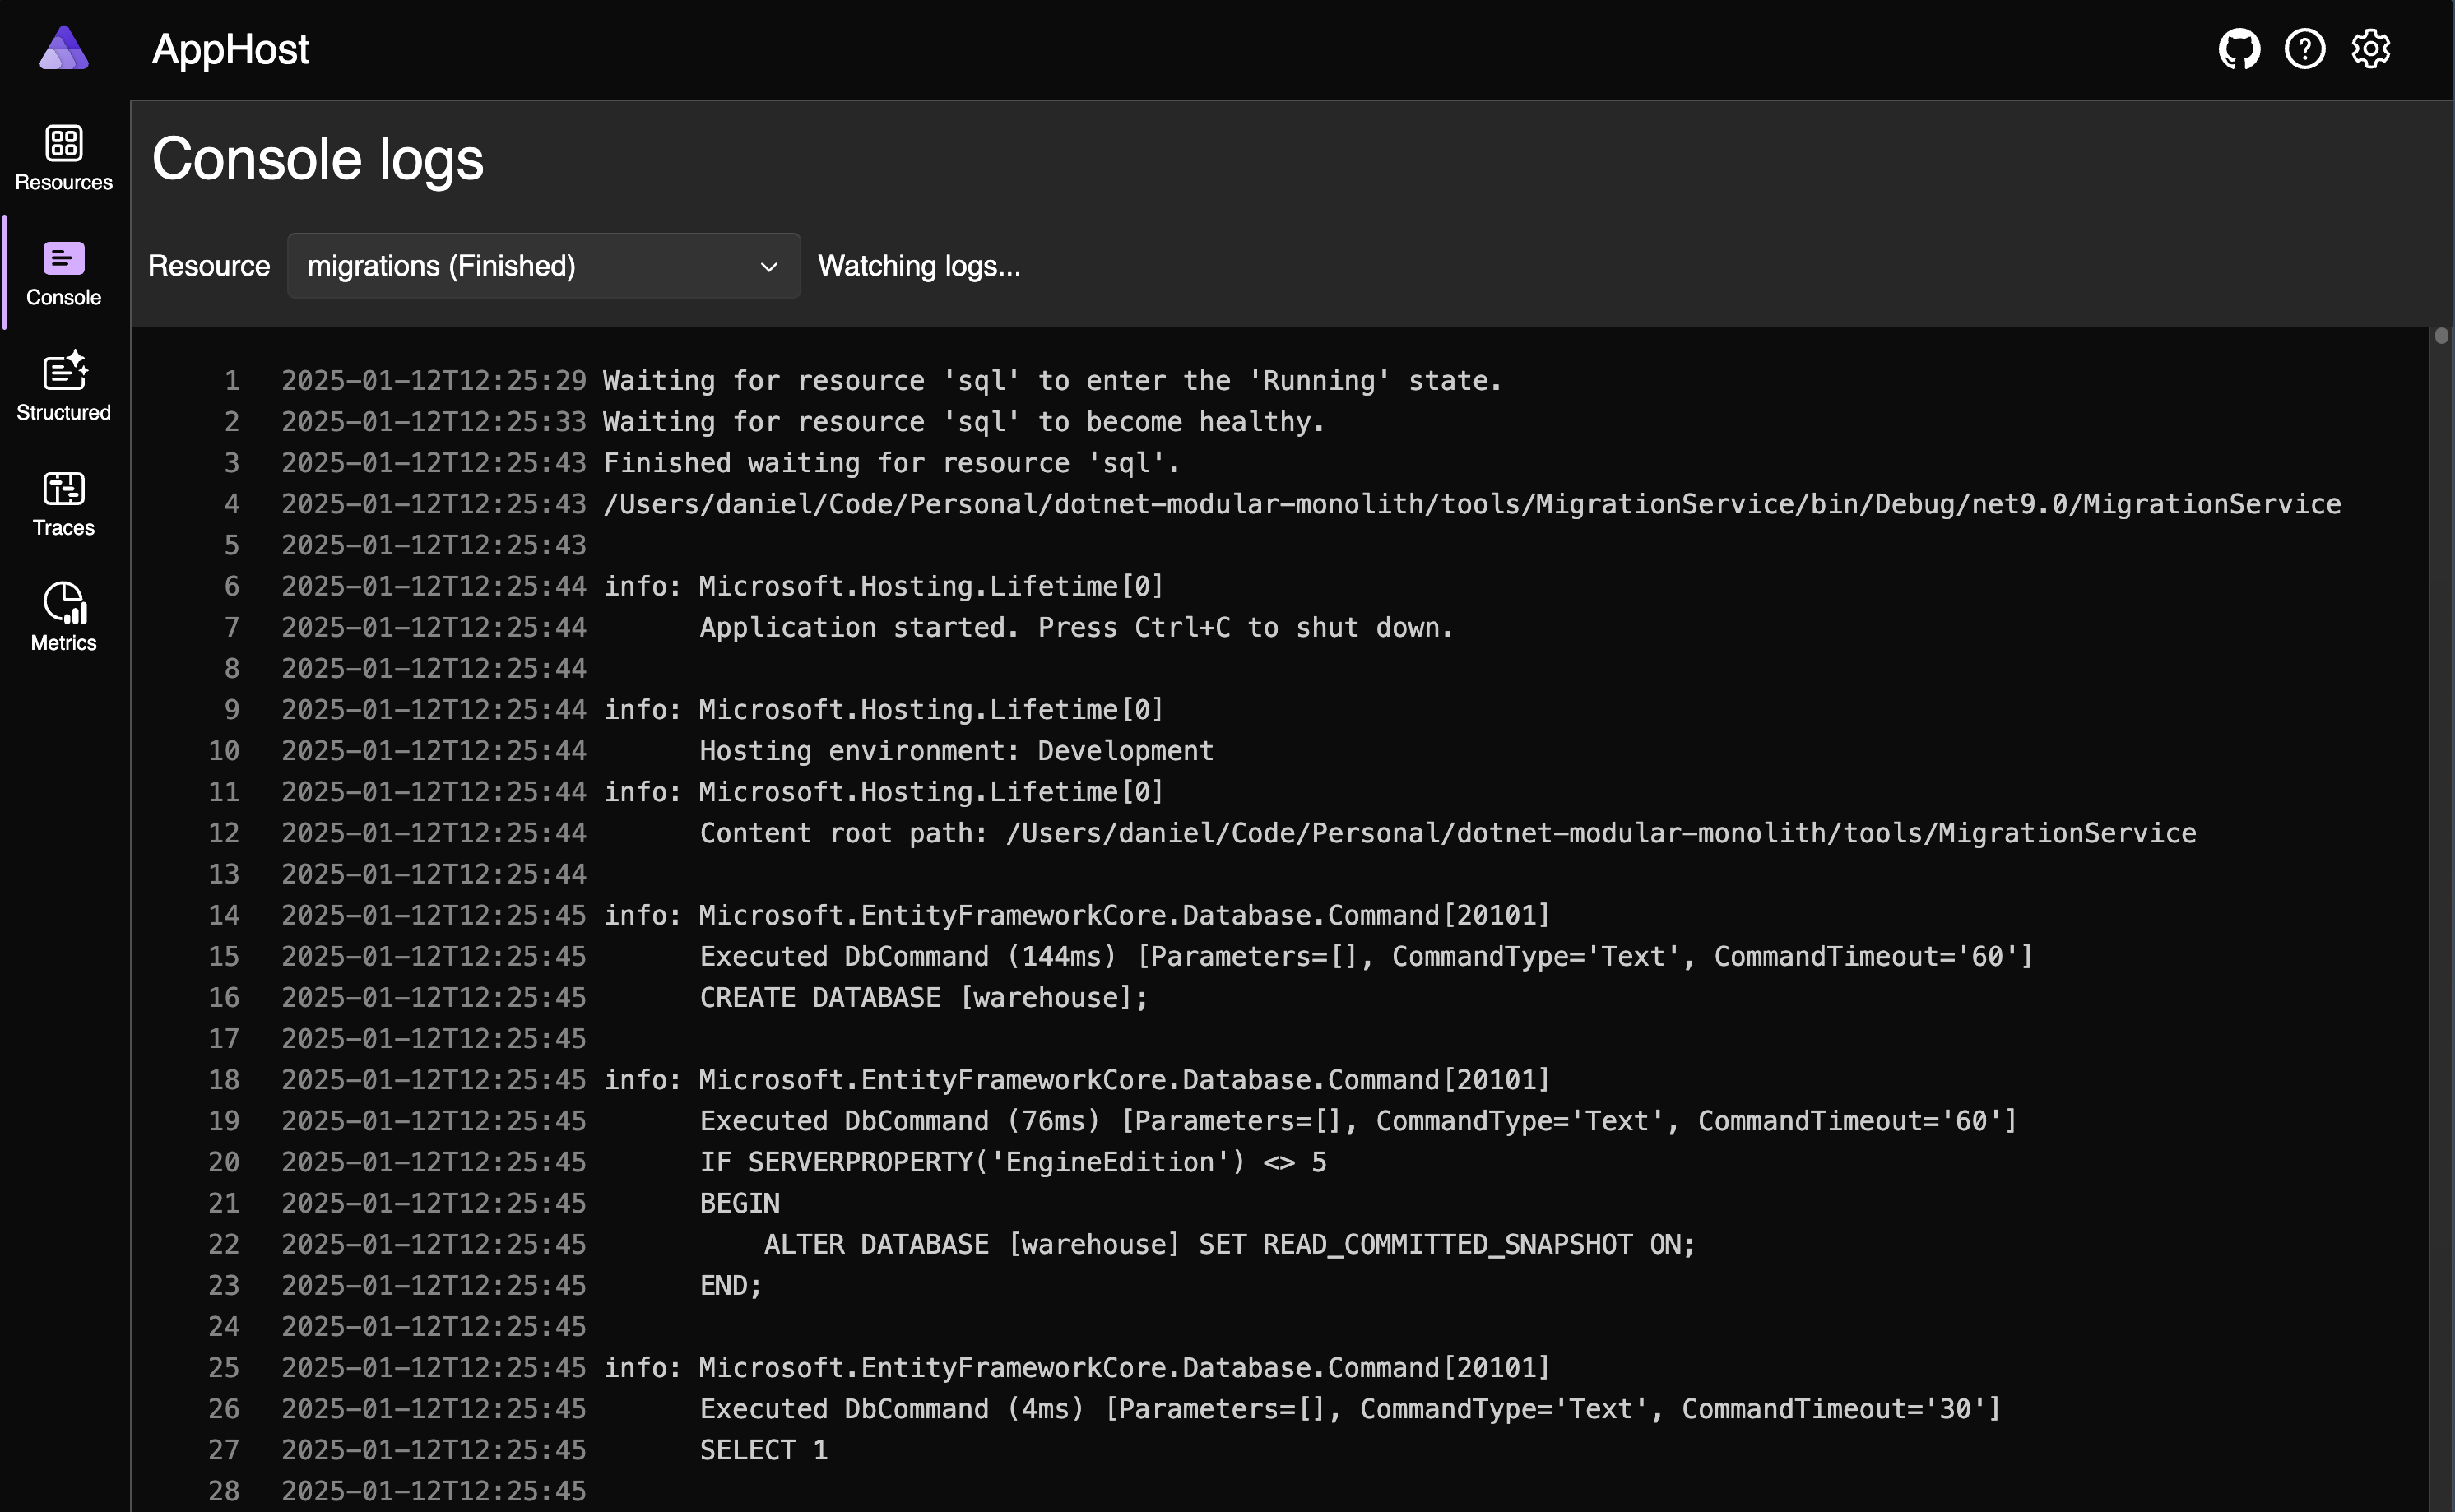 AppHost
Resources
Console
Structured
Traces
Metrics
Console logs
Resource migrations (Finished) Watching logs...
1 2025-01-12T12:25:29 Waiting for resource 'sql' to enter the 'Running' state.
2 2025-01-12T12:25:33 Waiting for resource 'sql' to become healthy.
3 2025-01-12T12:25:43 Finished waiting for resource 'sql'.
4 2025-01-12T12:25:43 /Users/daniel/Code/Personal/dotnet-modular-monolith/tools/MigrationService/bin/Debug/net9.0/MigrationService
5 2025-01-12T12:25:43
6 2025-01-12T12:25:44 info: Microsoft.Hosting.Lifetime[0]
7 2025-01-12T12:25:44       Application started. Press Ctrl+C to shut down.
8 2025-01-12T12:25:44
9 2025-01-12T12:25:44 info: Microsoft.Hosting.Lifetime[0]
10 2025-01-12T12:25:44       Hosting environment: Development
11 2025-01-12T12:25:44 info: Microsoft.Hosting.Lifetime[0]
12 2025-01-12T12:25:44       Content root path: /Users/daniel/Code/Personal/dotnet-modular-monolith/tools/MigrationService
13 2025-01-12T12:25:44
14 2025-01-12T12:25:45 info: Microsoft.EntityFrameworkCore.Database.Command[20101]
15 2025-01-12T12:25:45       Executed DbCommand (144ms) [Parameters=[], CommandType='Text', CommandTimeout='60']
16 2025-01-12T12:25:45       CREATE DATABASE [warehouse];
17 2025-01-12T12:25:45
18 2025-01-12T12:25:45 info: Microsoft.EntityFrameworkCore.Database.Command[20101]
19 2025-01-12T12:25:45       Executed DbCommand (76ms) [Parameters=[], CommandType='Text', CommandTimeout='60']
20 2025-01-12T12:25:45       IF SERVERPROPERTY('EngineEdition') <> 5
21 2025-01-12T12:25:45       BEGIN
22 2025-01-12T12:25:45           ALTER DATABASE [warehouse] SET READ_COMMITTED_SNAPSHOT ON;
23 2025-01-12T12:25:45       END;
24 2025-01-12T12:25:45
25 2025-01-12T12:25:45 info: Microsoft.EntityFrameworkCore.Database.Command[20101]
26 2025-01-12T12:25:45       Executed DbCommand (4ms) [Parameters=[], CommandType='Text', CommandTimeout='30']
27 2025-01-12T12:25:45       SELECT 1
28 2025-01-12T12:25:45